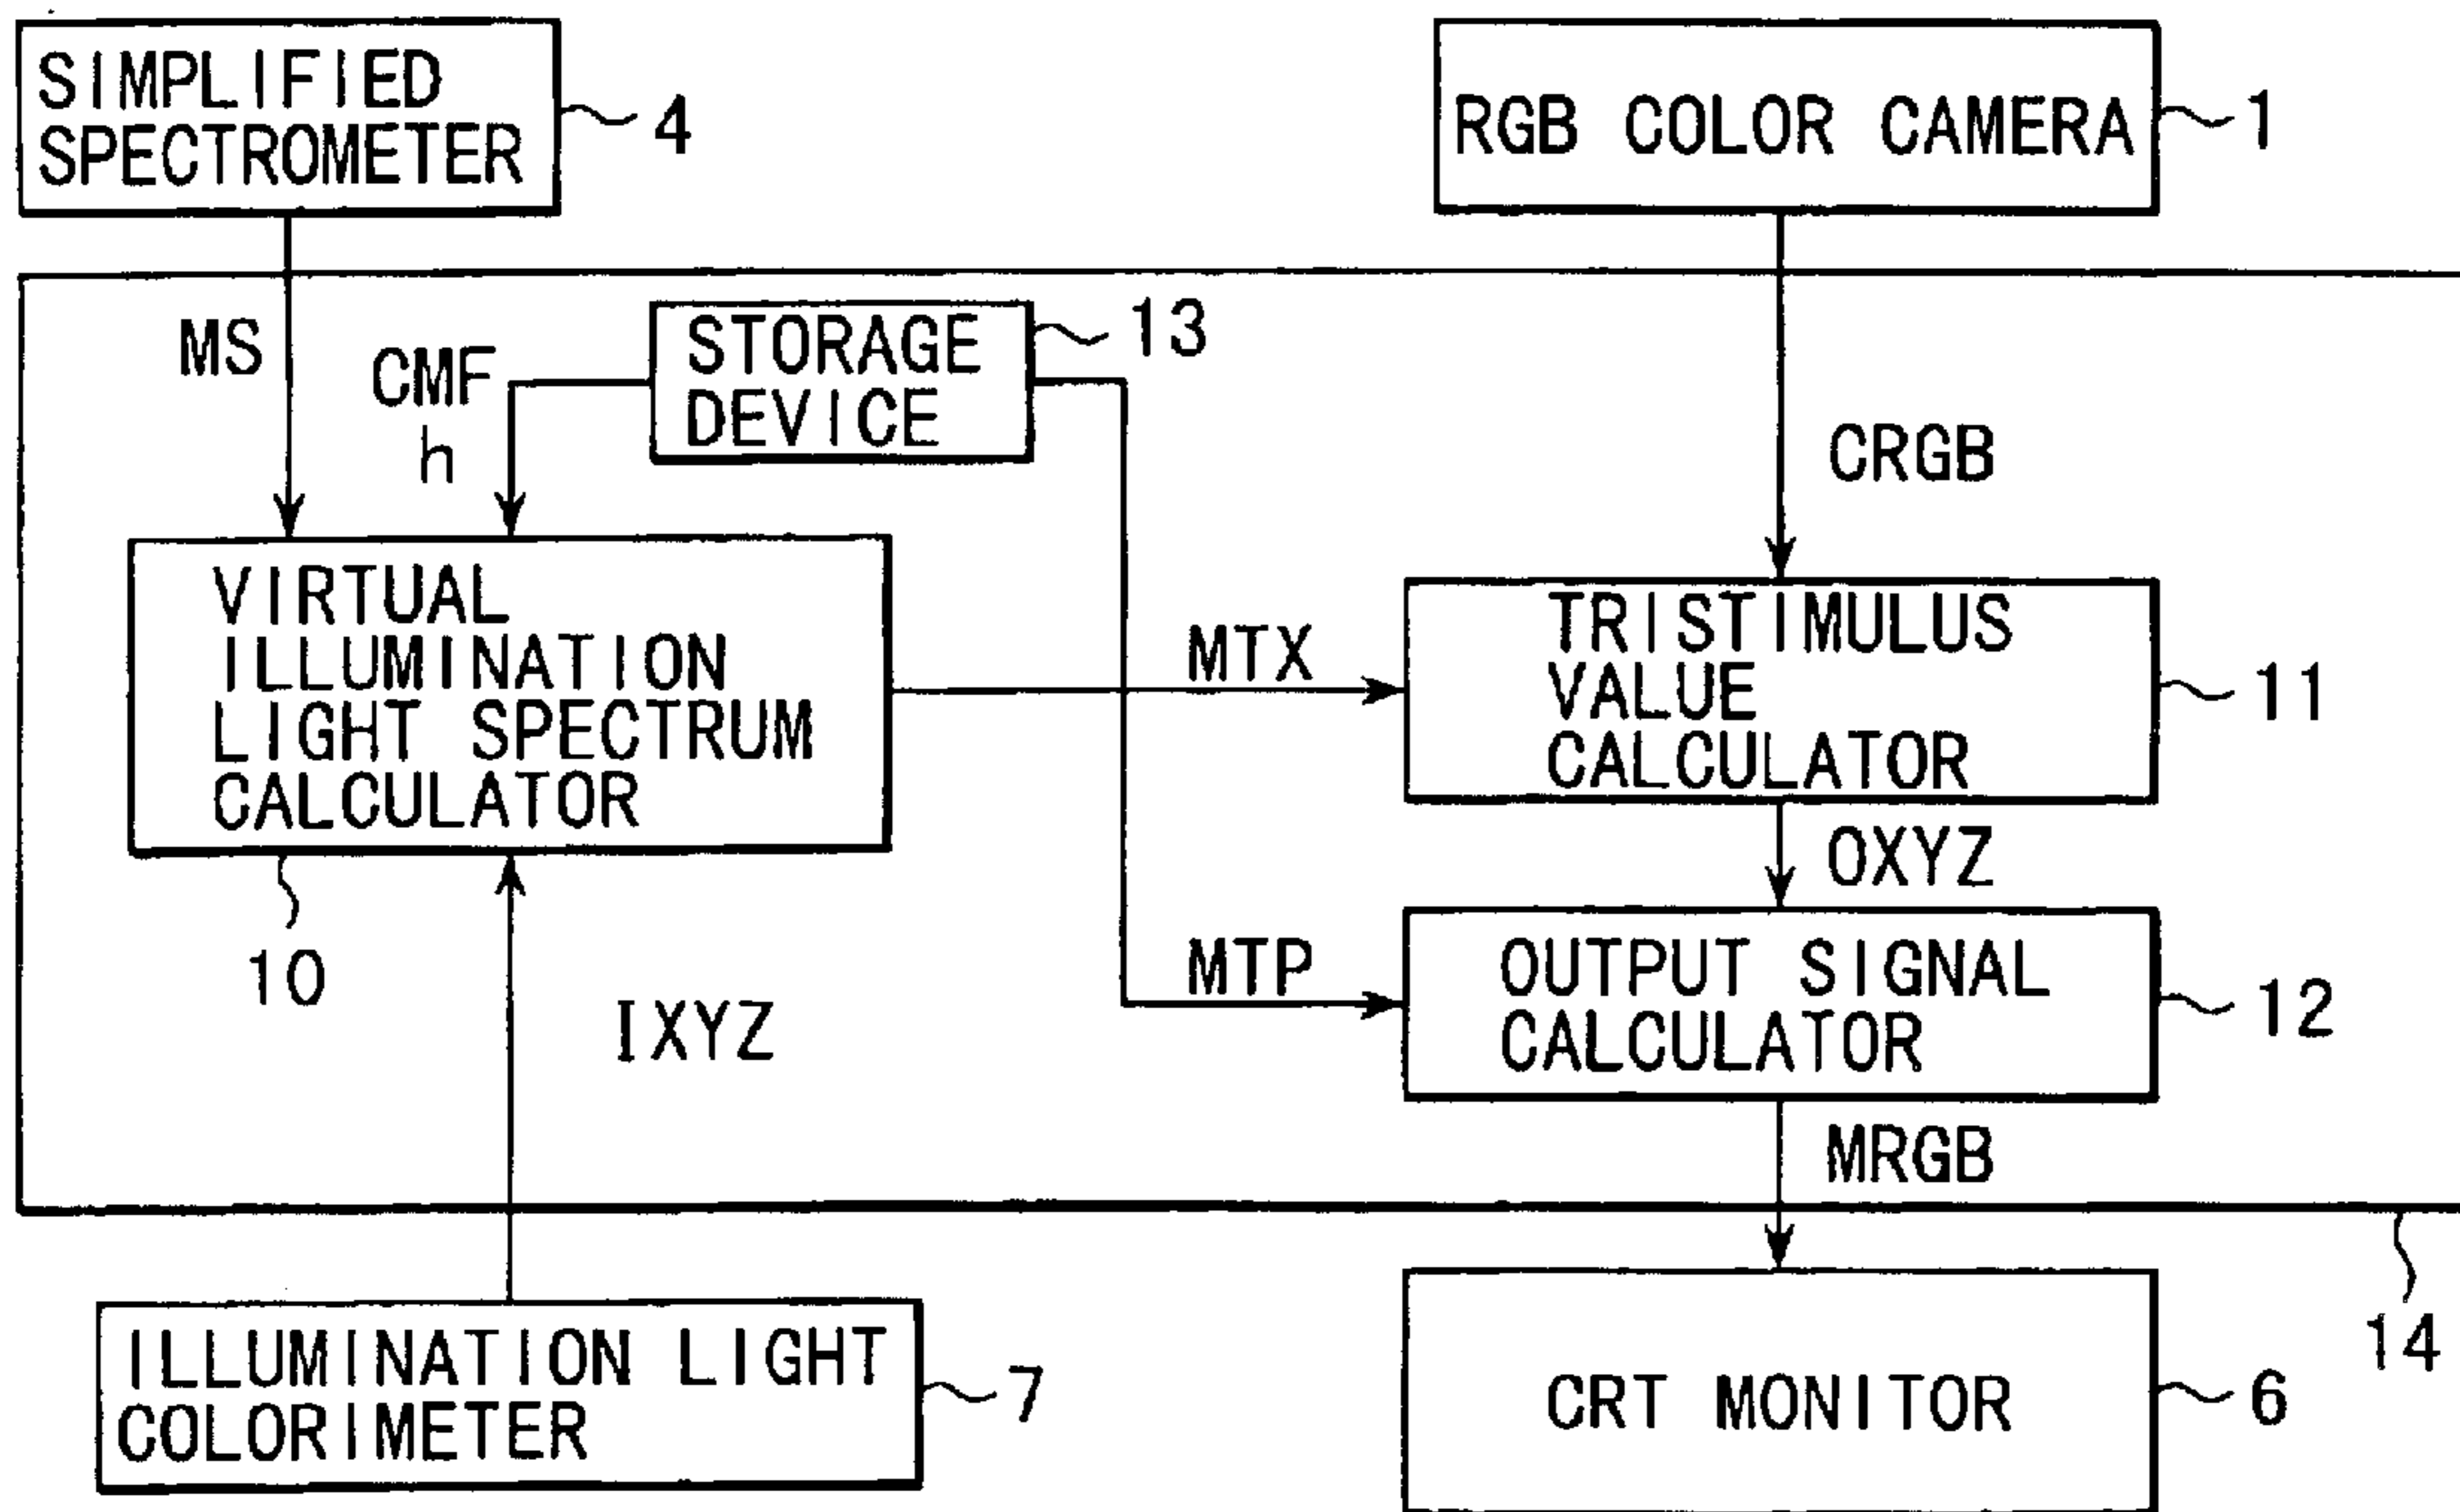 SIMPLIFIED
SPECTROMETER
4
RGB COLOR CAMERA
1
MS
CMF
h
STORAGE
DEVICE
13
CRGB
VIRTUAL
ILLUMINATION
LIGHT SPECTRUM
CALCULATOR
10
MTX
TRISTIMULUS
VALUE
CALCULATOR
11
OXYZ
MTP
OUTPUT SIGNAL
CALCULATOR
12
IXYZ
MRGB
14
ILLUMINATION LIGHT
COLORIMETER
7
CRT MONITOR
6